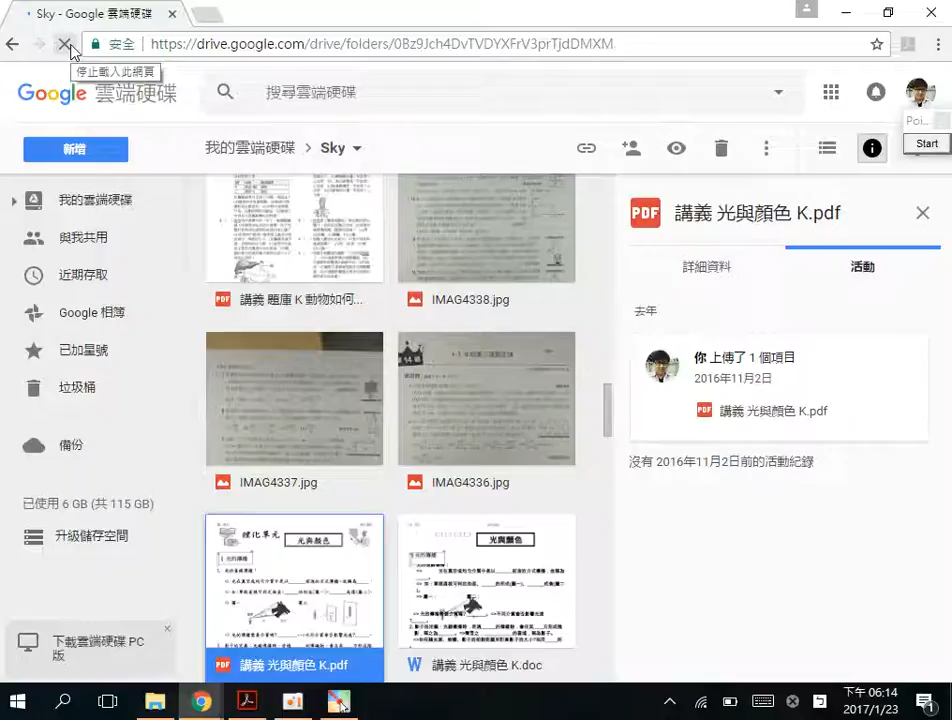 Sky - Google 雲端硬碟
安全 https://drive.google.com/drive/folders/0Bz9Jch4DvTVDYXFrV3prTjdDMXM
停止載入此網頁
Google 雲端硬碟
搜尋雲端硬碟
Poi...
Start
新增
我的雲端硬碟 > Sky
我的雲端硬碟
與我共用
近期存取
Google 相簿
已加星號
垃圾桶
備份
已使用 6 GB (共 115 GB)
升級儲存空間
下載雲端硬碟 PC
版
講義 題庫 K 動物如何...
IMAG4338.jpg
IMAG4337.jpg
IMAG4336.jpg
理化單元 光與顏色
光與顏色
講義 光與顏色 K.pdf
講義 光與顏色 K.doc
PDF 講義 光與顏色 K.pdf
詳細資料
活動
去年
你 上傳了 1 個項目
2016年11月2日
PDF 講義 光與顏色 K.pdf
沒有 2016年11月2日前的活動紀錄
下午 06:14
2017/1/23